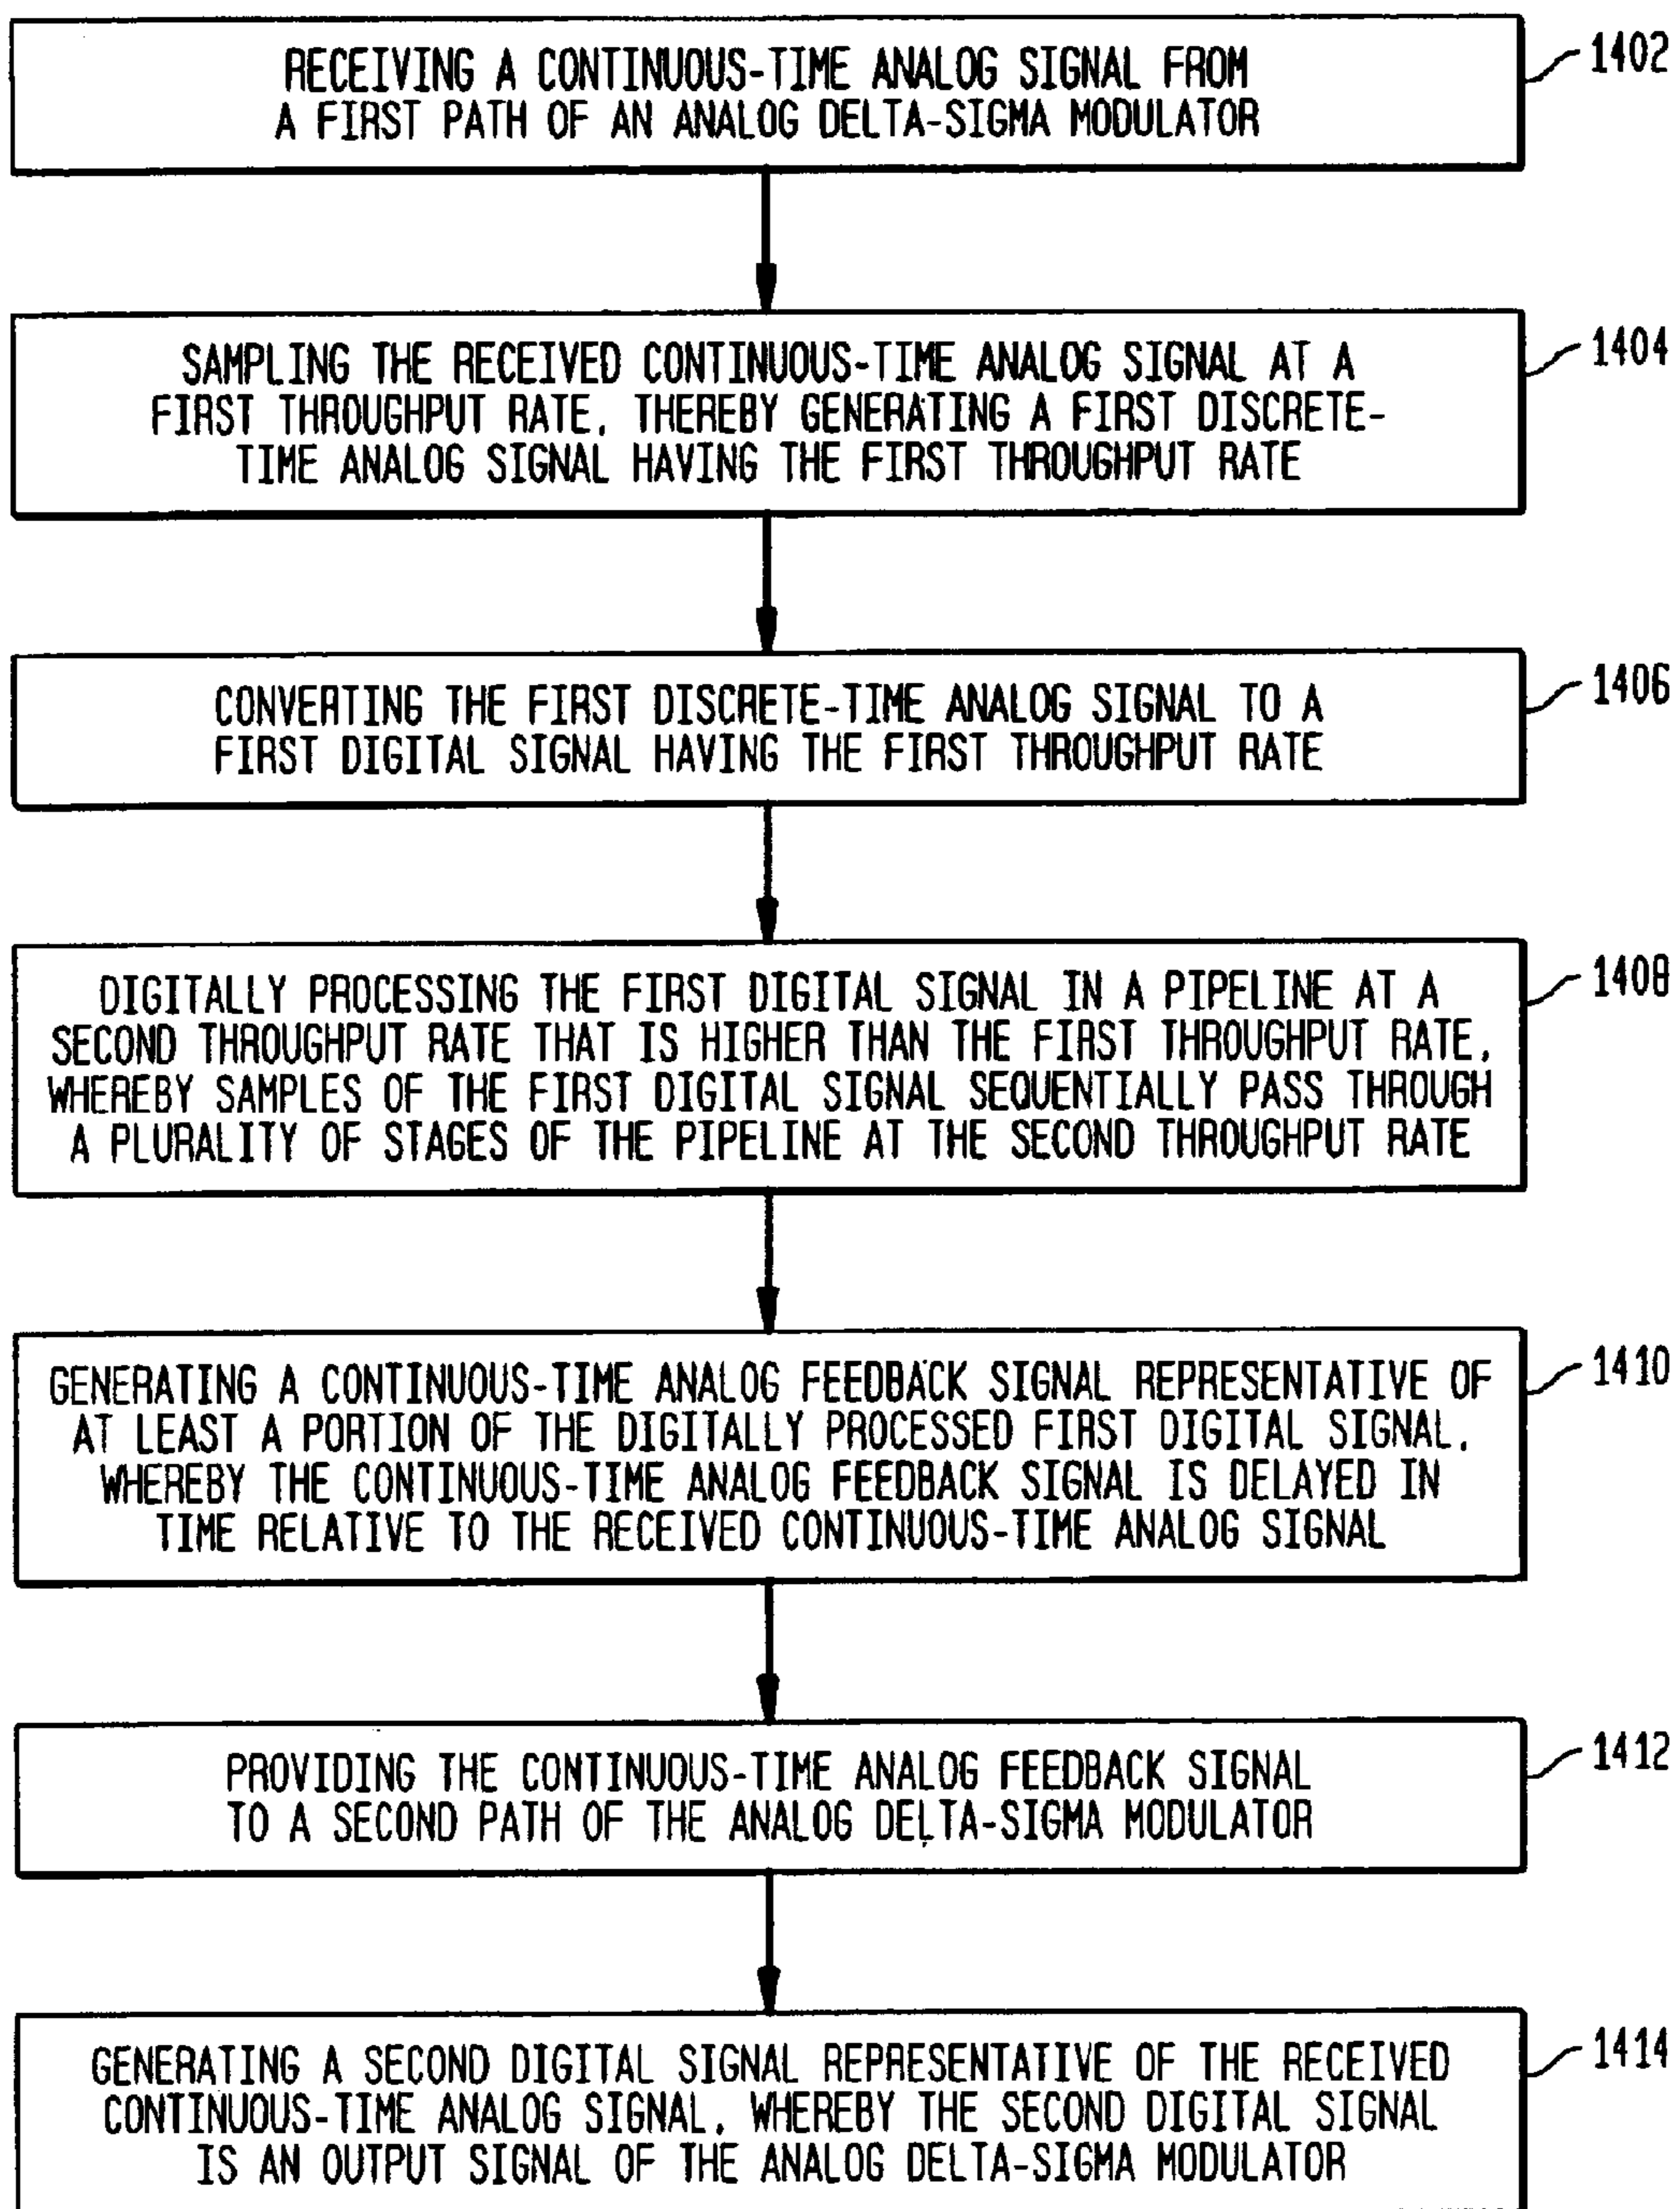 RECEIVING A CONTINUOUS-TIME ANALOG SIGNAL FROM
A FIRST PATH OF AN ANALOG DELTA-SIGMA MODULATOR
1402
SAMPLING THE RECEIVED CONTINUOUS-TIME ANALOG SIGNAL AT A
FIRST THROUGHPUT RATE, THEREBY GENERATING A FIRST DISCRETE-
TIME ANALOG SIGNAL HAVING THE FIRST THROUGHPUT RATE
1404
CONVERTING THE FIRST DISCRETE-TIME ANALOG SIGNAL TO A
FIRST DIGITAL SIGNAL HAVING THE FIRST THROUGHPUT RATE
1406
DIGITALLY PROCESSING THE FIRST DIGITAL SIGNAL IN A PIPELINE AT A
SECOND THROUGHPUT RATE THAT IS HIGHER THAN THE FIRST THROUGHPUT RATE,
WHEREBY SAMPLES OF THE FIRST DIGITAL SIGNAL SEQUENTIALLY PASS THROUGH
A PLURALITY OF STAGES OF THE PIPELINE AT THE SECOND THROUGHPUT RATE
1408
GENERATING A CONTINUOUS-TIME ANALOG FEEDBACK SIGNAL REPRESENTATIVE OF
AT LEAST A PORTION OF THE DIGITALLY PROCESSED FIRST DIGITAL SIGNAL,
WHEREBY THE CONTINUOUS-TIME ANALOG FEEDBACK SIGNAL IS DELAYED IN
TIME RELATIVE TO THE RECEIVED CONTINUOUS-TIME ANALOG SIGNAL
1410
PROVIDING THE CONTINUOUS-TIME ANALOG FEEDBACK SIGNAL
TO A SECOND PATH OF THE ANALOG DELTA-SIGMA MODULATOR
1412
GENERATING A SECOND DIGITAL SIGNAL REPRESENTATIVE OF THE RECEIVED
CONTINUOUS-TIME ANALOG SIGNAL, WHEREBY THE SECOND DIGITAL SIGNAL
IS AN OUTPUT SIGNAL OF THE ANALOG DELTA-SIGMA MODULATOR
1414